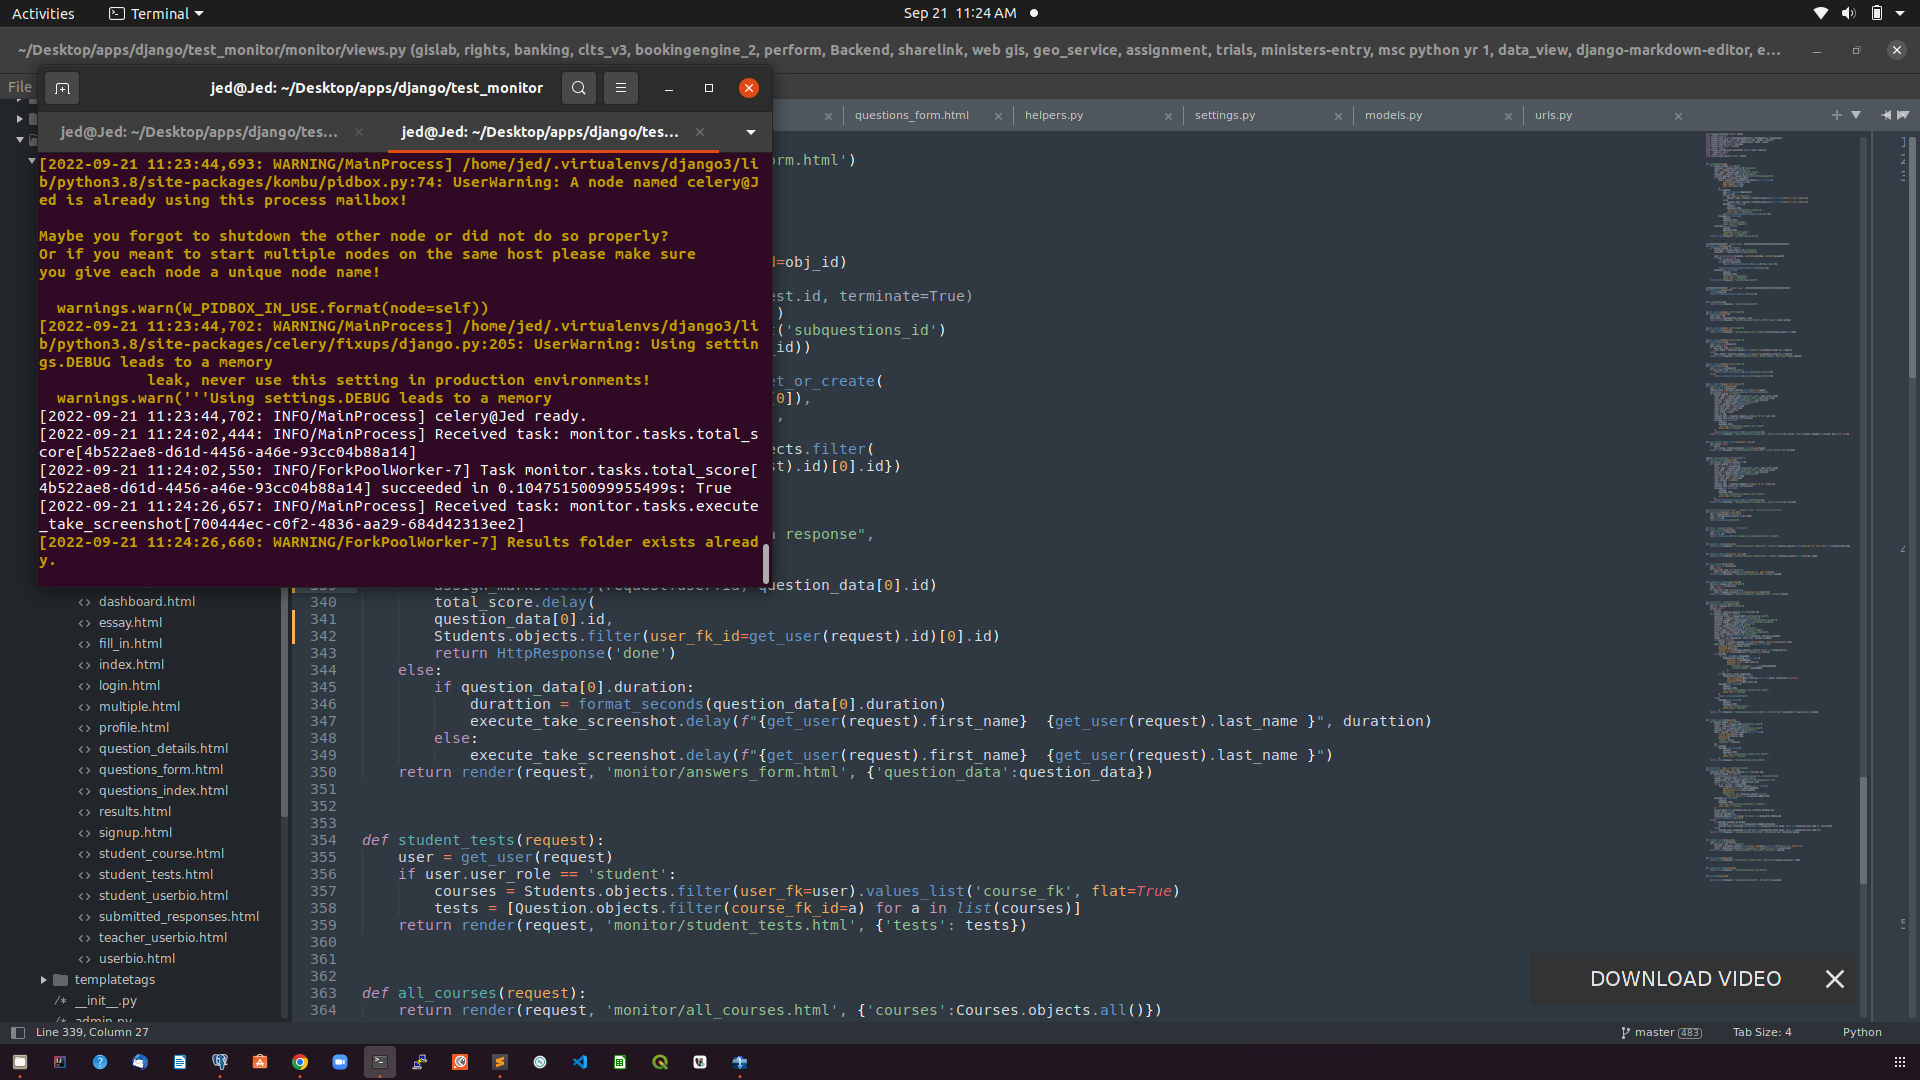 Activities
Terminal
Sep 21 11:24 AM
~/Desktop/apps/django/test_monitor/monitor/views.py (gislab, rights, banking, clts_v3, bookingengine_2, perform, Backend, sharelink, web gis, geo_service, assignment, trials, ministers-entry, msc python yr 1, data_view, django-markdown-editor, e...
File
jed@Jed: ~/Desktop/apps/django/test_monitor
jed@Jed: ~/Desktop/apps/django/tes...
jed@Jed: ~/Desktop/apps/django/tes...
questions_form.html
helpers.py
settings.py
models.py
urls.py
[2022-09-21 11:23:44,693: WARNING/MainProcess] /home/jed/.virtualenvs/django3/li
b/python3.8/site-packages/kombu/pidbox.py:74: UserWarning: A node named celery@J
ed is already using this process mailbox!
Maybe you forgot to shutdown the other node or did not do so properly?
Or if you meant to start multiple nodes on the same host please make sure
you give each node a unique node name!
warnings.warn(W_PIDBOX_IN_USE.format(node=self))
[2022-09-21 11:23:44,702: WARNING/MainProcess] /home/jed/.virtualenvs/django3/li
b/python3.8/site-packages/celery/fixups/django.py:205: UserWarning: Using settin
gs.DEBUG leads to a memory
leak, never use this setting in production environments!
warnings.warn('''Using settings.DEBUG leads to a memory
[2022-09-21 11:23:44,702: INFO/MainProcess] celery@Jed ready.
[2022-09-21 11:24:02,444: INFO/MainProcess] Received task: monitor.tasks.total_s
core[4b522ae8-d61d-4456-a46e-93cc04b88a14]
[2022-09-21 11:24:02,550: INFO/ForkPoolWorker-7] Task monitor.tasks.total_score[
4b522ae8-d61d-4456-a46e-93cc04b88a14] succeeded in 0.10475150099955499s: True
[2022-09-21 11:24:26,657: INFO/MainProcess] Received task: monitor.tasks.execute
_take_screenshot[700444ec-c0f2-4836-aa29-684d42313ee2]
[2022-09-21 11:24:26,660: WARNING/ForkPoolWorker-7] Results folder exists alread
y.
rm.html')
d=obj_id)
est.id, terminate=True)
)
t('subquestions_id')
_id))
et_or_create(
[0]),
,
ects.filter(
st).id)[0].id})
n response",
question_data[0].id)
340 total_score.delay(
341 question_data[0].id,
342 Students.objects.filter(user_fk_id=get_user(request).id)[0].id)
343 return HttpResponse('done')
344 else:
345 if question_data[0].duration:
346 durattion = format_seconds(question_data[0].duration)
347 execute_take_screenshot.delay(f"{get_user(request).first_name}  {get_user(request).last_name }", durattion)
348 else:
349 execute_take_screenshot.delay(f"{get_user(request).first_name}  {get_user(request).last_name }")
350 return render(request, 'monitor/answers_form.html', {'question_data':question_data})
351
352
353
354 def student_tests(request):
355 user = get_user(request)
356 if user.user_role == 'student':
357 courses = Students.objects.filter(user_fk=user).values_list('course_fk', flat=True)
358 tests = [Question.objects.filter(course_fk_id=a) for a in list(courses)]
359 return render(request, 'monitor/student_tests.html', {'tests': tests})
360
361
362
363 def all_courses(request):
364 return render(request, 'monitor/all_courses.html', {'courses':Courses.objects.all()})
dashboard.html
essay.html
fill_in.html
index.html
login.html
multiple.html
profile.html
question_details.html
questions_form.html
questions_index.html
results.html
signup.html
student_course.html
student_tests.html
student_userbio.html
submitted_responses.html
teacher_userbio.html
userbio.html
templatetags
__init__.py
admin.py
DOWNLOAD VIDEO
Line 339, Column 27
master 483
Tab Size: 4
Python